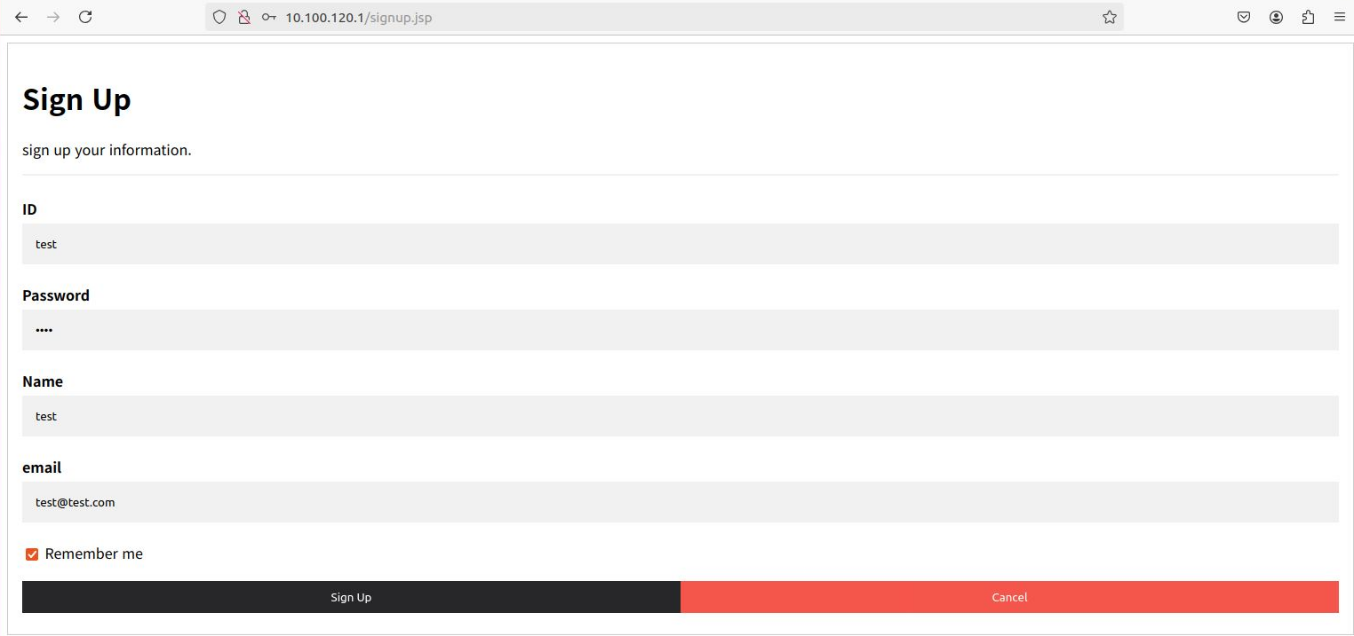 10.100.120.1/signup.jsp
Sign Up
sign up your information.
ID
test
Password
••••
Name
test
email
test@test.com
Remember me
Sign Up Cancel